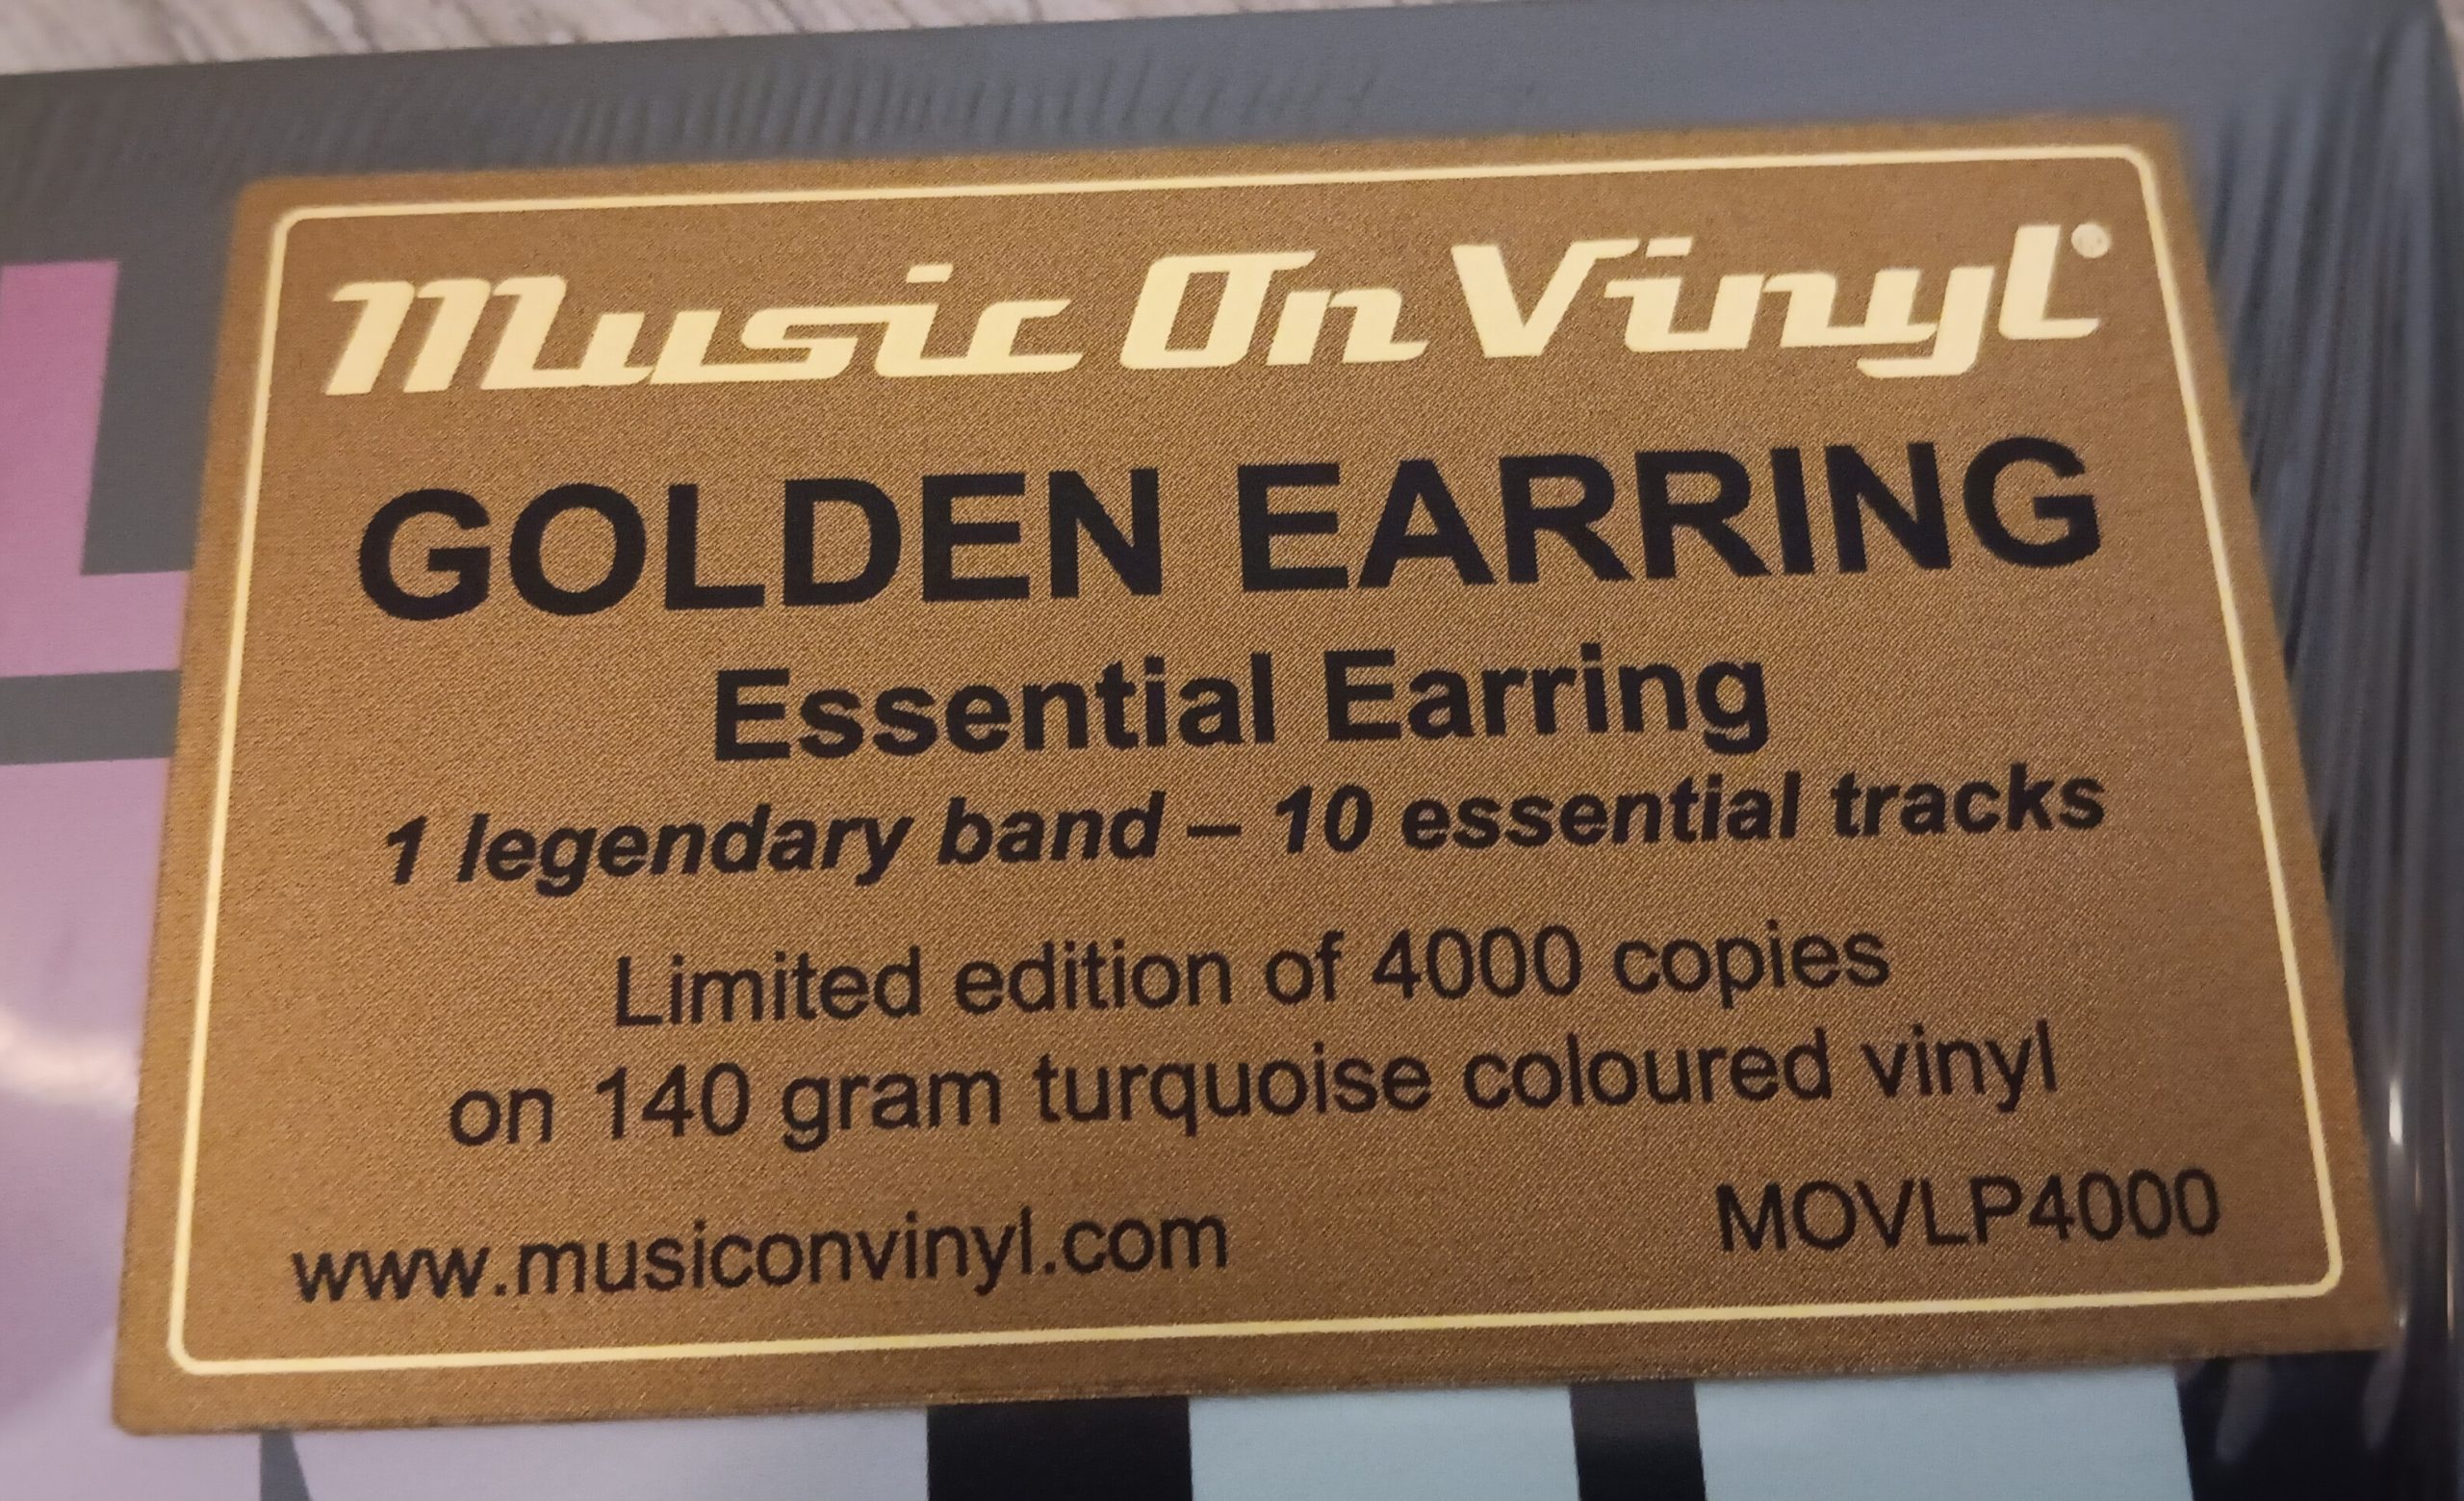 Music On Vinyl®
GOLDEN EARRING
Essential Earring
1 legendary band – 10 essential tracks
Limited edition of 4000 copies
on 140 gram turquoise coloured vinyl
www.musiconvinyl.com MOVLP4000